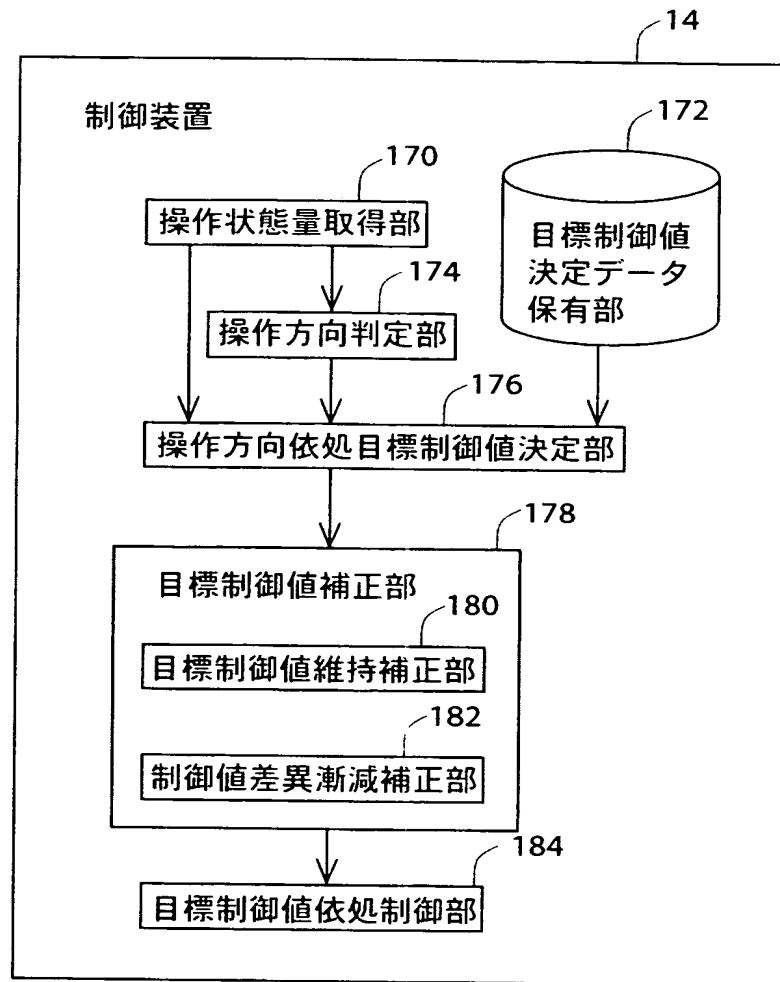 14
制御装置
172
170
操作状態量取得部
目標制御値
決定データ
保有部
174
操作方向判定部
176
操作方向依処目標制御値決定部
178
目標制御値補正部
180
目標制御値維持補正部
182
制御値差異漸減補正部
184
目標制御値依処制御部